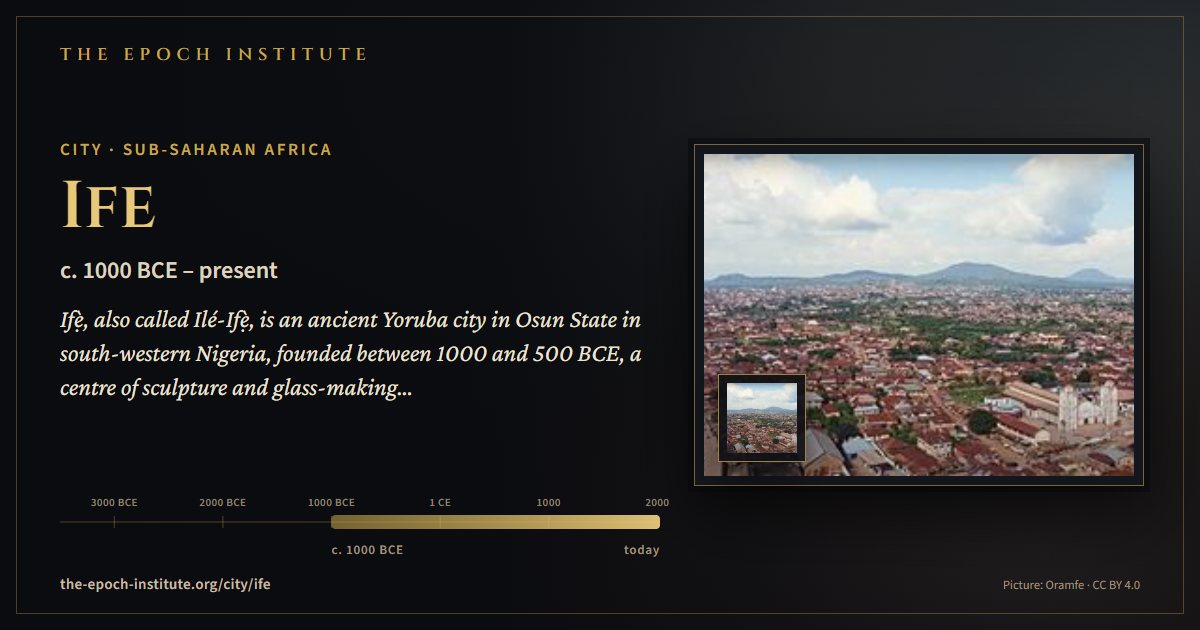 THE EPOCH INSTITUTE
CITY · SUB-SAHARAN AFRICA
IFE
c. 1000 BCE – present
Ifẹ̀, also called Ilé-Ifẹ̀, is an ancient Yoruba city in Osun State in
south-western Nigeria, founded between 1000 and 500 BCE, a
centre of sculpture and glass-making...
3000 BCE 2000 BCE 1000 BCE 1 CE 1000 2000
c. 1000 BCE today
the-epoch-institute.org/city/ife
Picture: Oramfe · CC BY 4.0